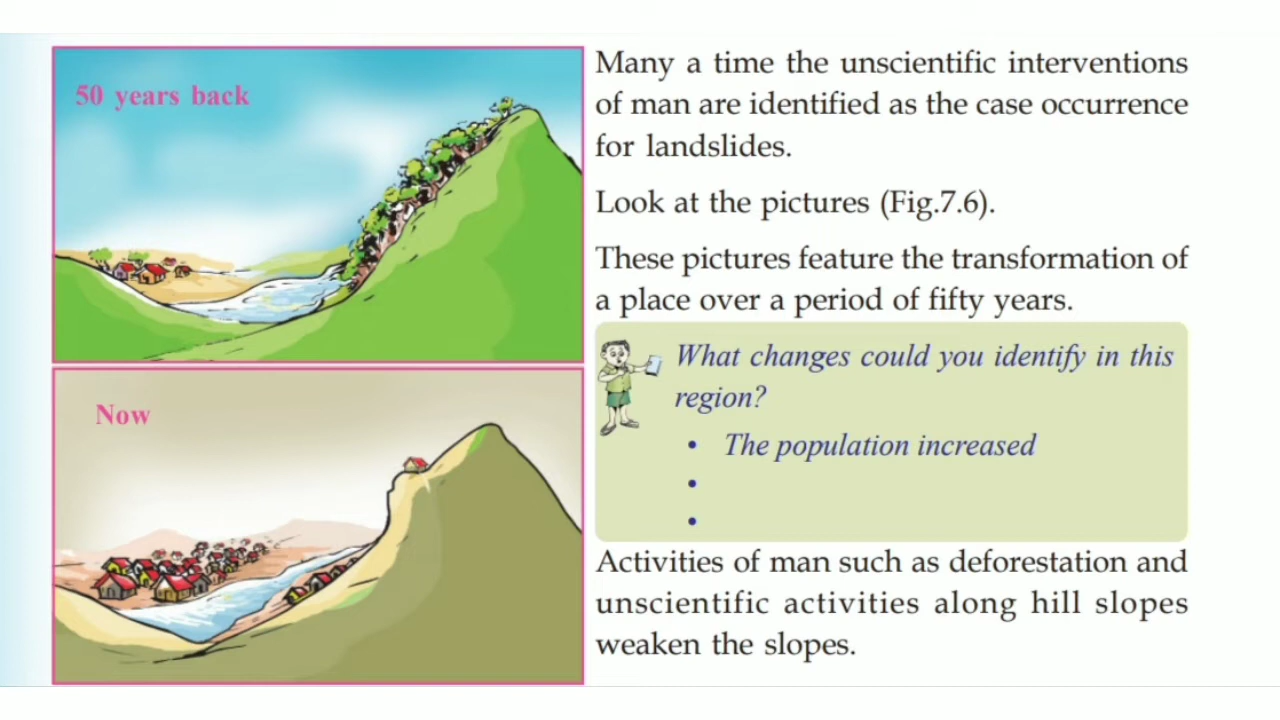 50 years back
Now
Many a time the unscientific interventions
of man are identified as the case occurrence
for landslides.
Look at the pictures (Fig.7.6).
These pictures feature the transformation of
a place over a period of fifty years.
What changes could you identify in this
region?
• The population increased
•
•
Activities of man such as deforestation and
unscientific activities along hill slopes
weaken the slopes.